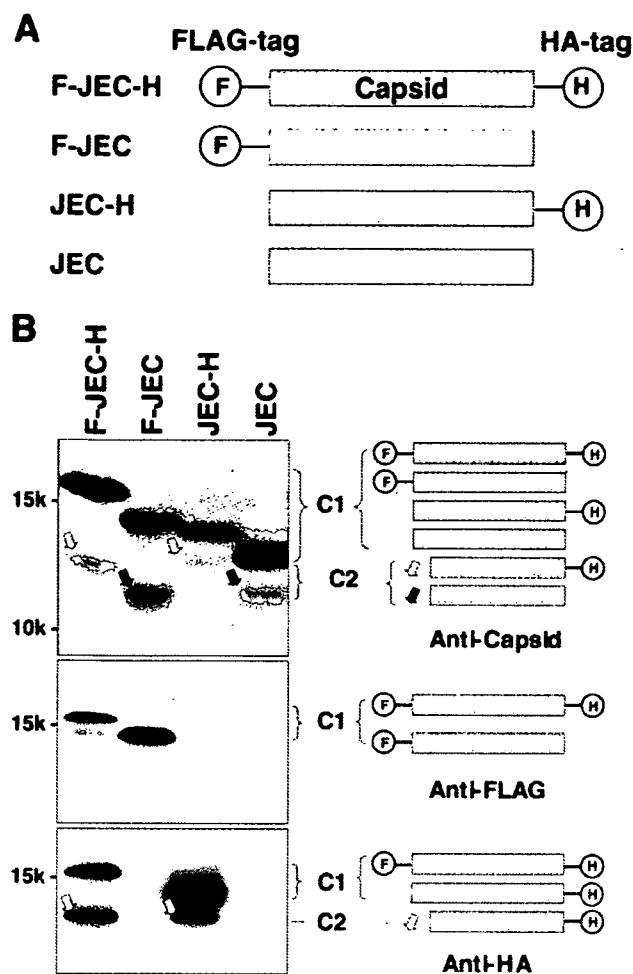 A
FLAG-tag HA-tag
F-JEC-H F Capsid H
F-JEC F
JEC-H H
JEC
B
F-JEC-H F-JEC JEC-H JEC
15k
10k
C1
C2
F H
F
H
H
Anti-Capsid
15k
C1
F H
F
Anti-FLAG
15k
C1
C2
F H
H
H
Anti-HA